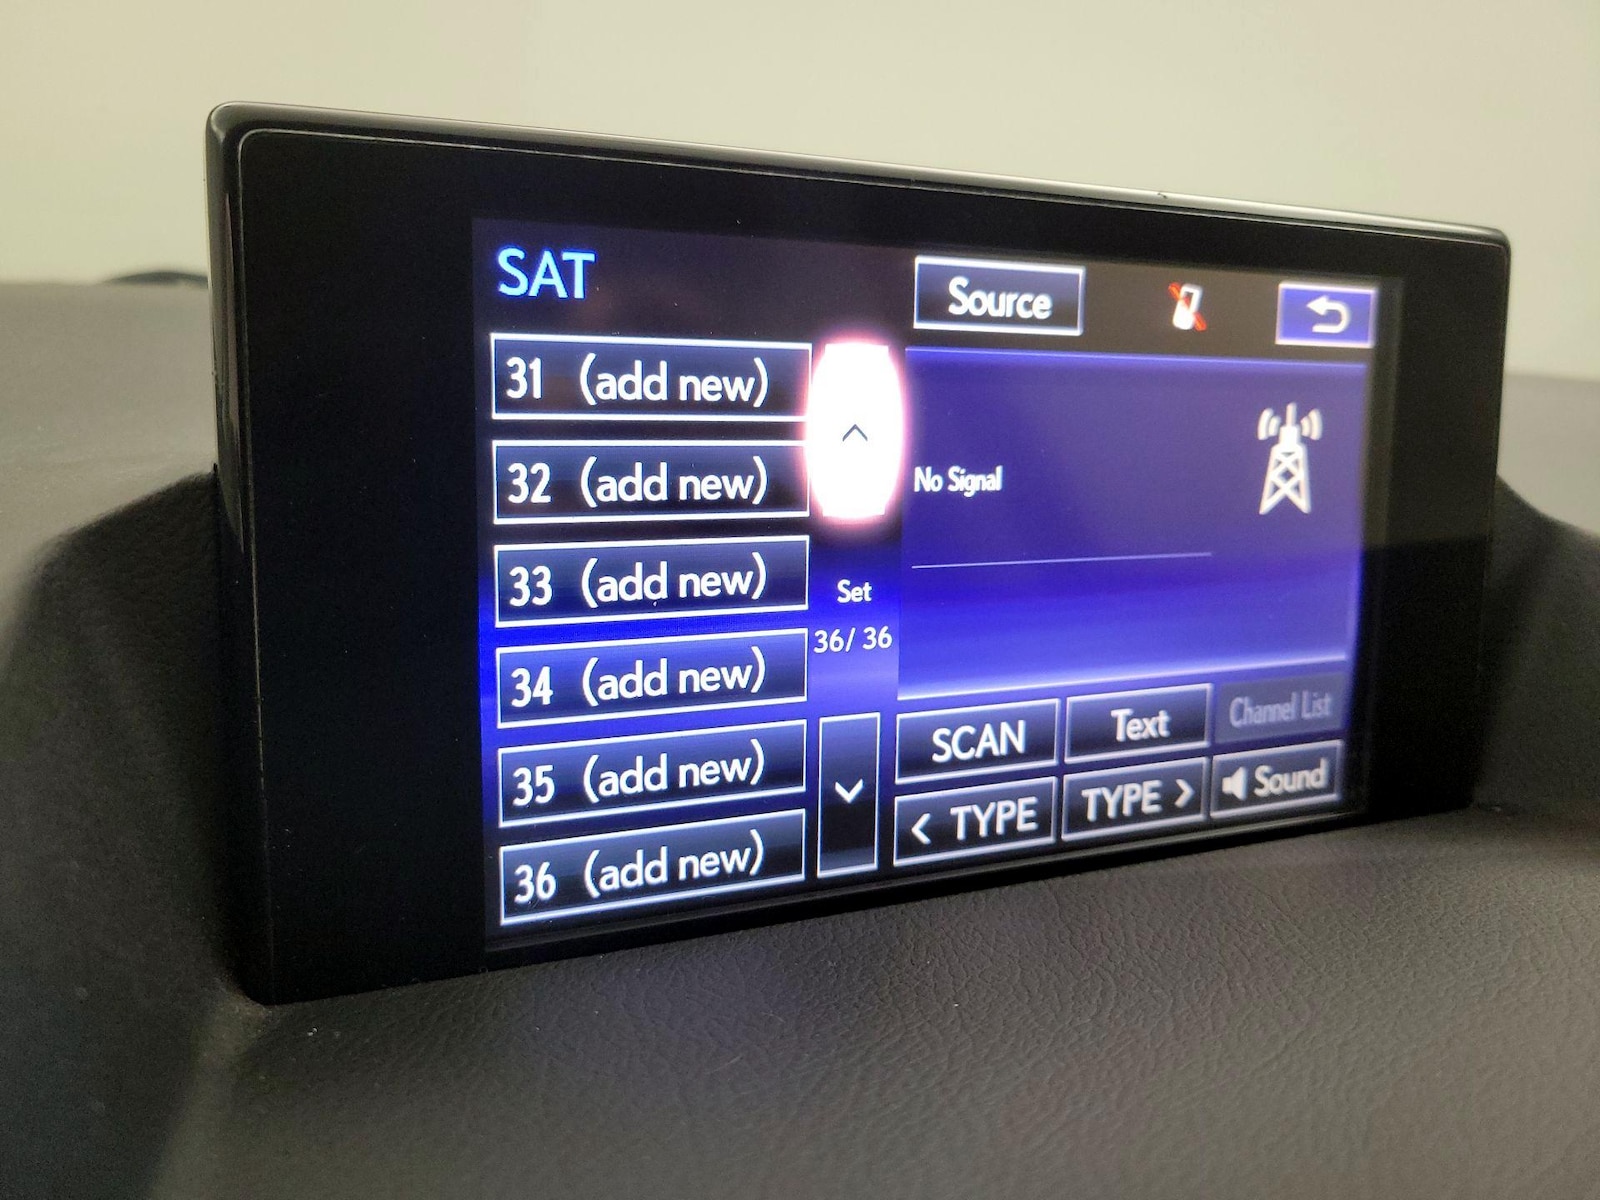 SAT
Source
31 (add new)
32 (add new)
33 (add new)
34 (add new)
35 (add new)
36 (add new)
Set
36/ 36
No Signal
SCAN
Text
Channel List
< TYPE
TYPE >
Sound